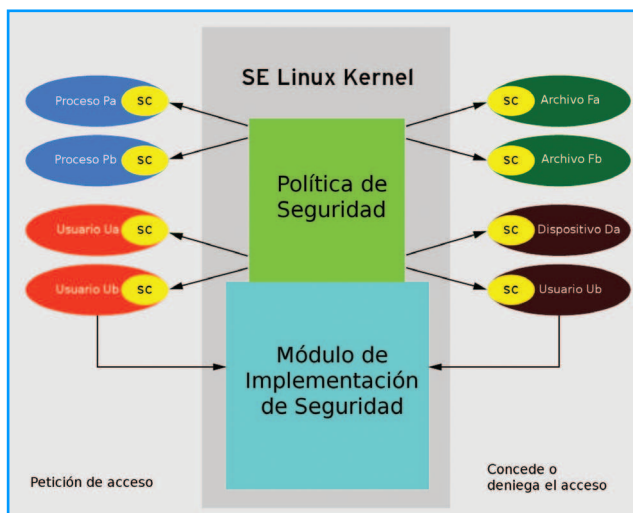 SE Linux Kernel
Proceso Pa
SC
SC
Archivo Fa
Proceso Pb
SC
SC
Archivo Fb
Política de
Seguridad
Usuario Ua
SC
SC
Dispositivo Da
Usuario Ub
SC
SC
Usuario Ub
Módulo de
Implementación
de Seguridad
Petición de acceso
Concede o
deniega el acceso